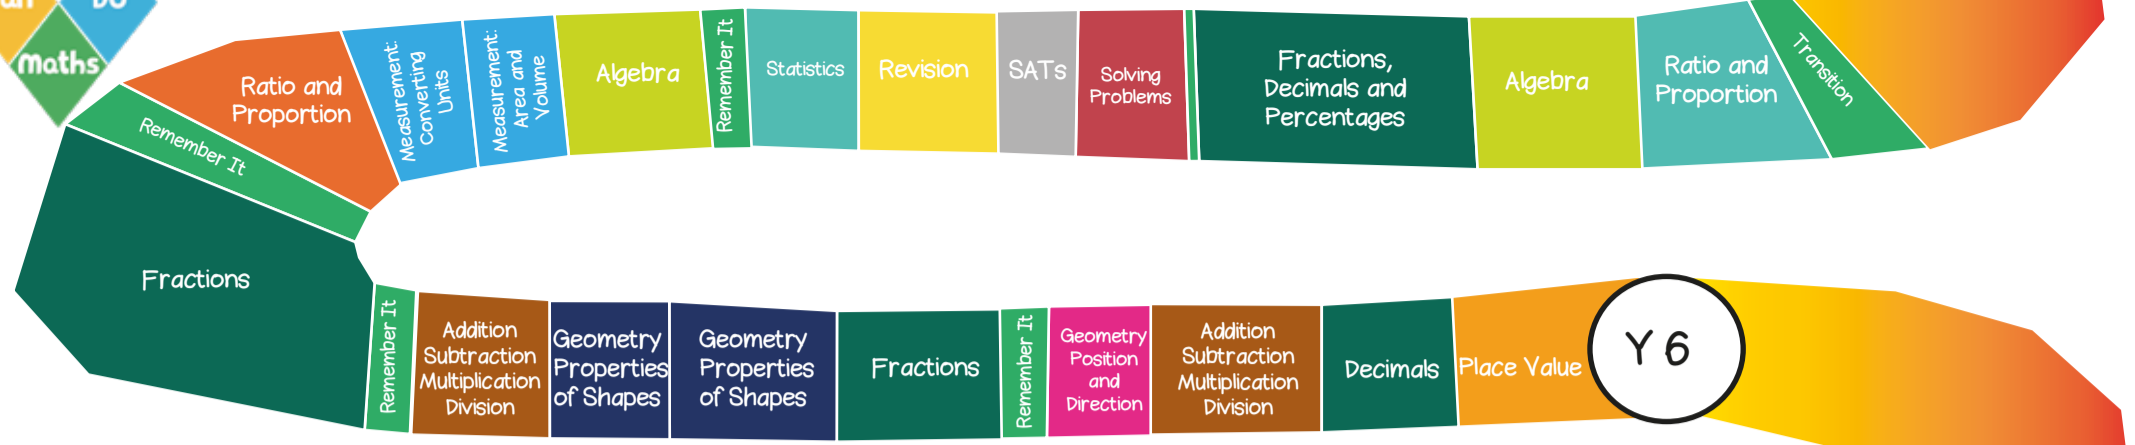 maths
Ratio and
Proportion
Measurement:
Converting
Units
Measurement:
Area and
Volume
Algebra
Remember It
Statistics
Revision
SATs
Solving
Problems
Fractions,
Decimals and
Percentages
Algebra
Ratio and
Proportion
Transition
Remember It
Fractions
Remember It
Addition
Subtraction
Multiplication
Division
Geometry
Properties
of Shapes
Geometry
Properties
of Shapes
Fractions
Remember It
Geometry
Position
and
Direction
Addition
Subtraction
Multiplication
Division
Decimals
Place Value
Y6